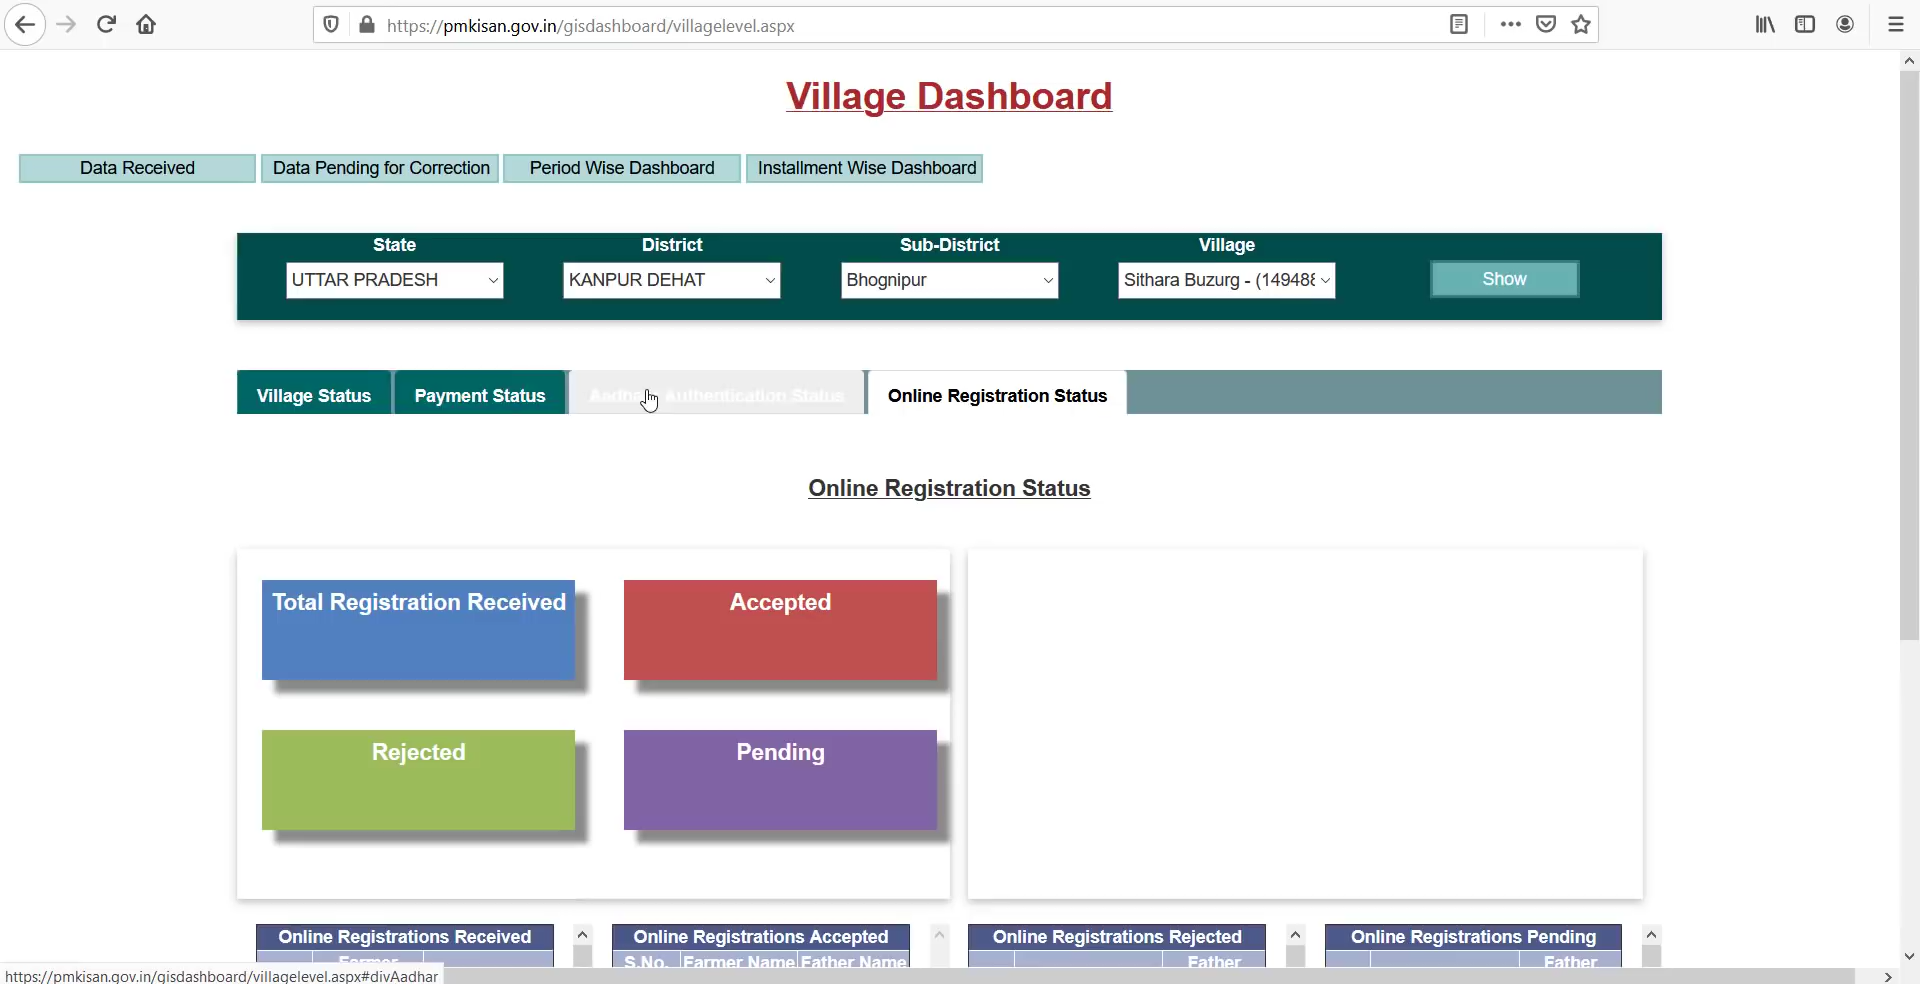 https://pmkisan.gov.in/gisdashboard/villagelevel.aspx
Village Dashboard
Data Received
Data Pending for Correction
Period Wise Dashboard
Installment Wise Dashboard
State
District
Sub-District
Village
UTTAR PRADESH
KANPUR DEHAT
Bhognipur
Sithara Buzurg - (14948
Show
Village Status
Payment Status
Authentication Status
Online Registration Status
Online Registration Status
Total Registration Received
Accepted
Rejected
Pending
Online Registrations Received
Online Registrations Accepted
Online Registrations Rejected
Online Registrations Pending
Farmer
S.No.
Farmer Name
Father Name
Father
Father
https://pmkisan.gov.in/gisdashboard/villagelevel.aspx#divAadhar